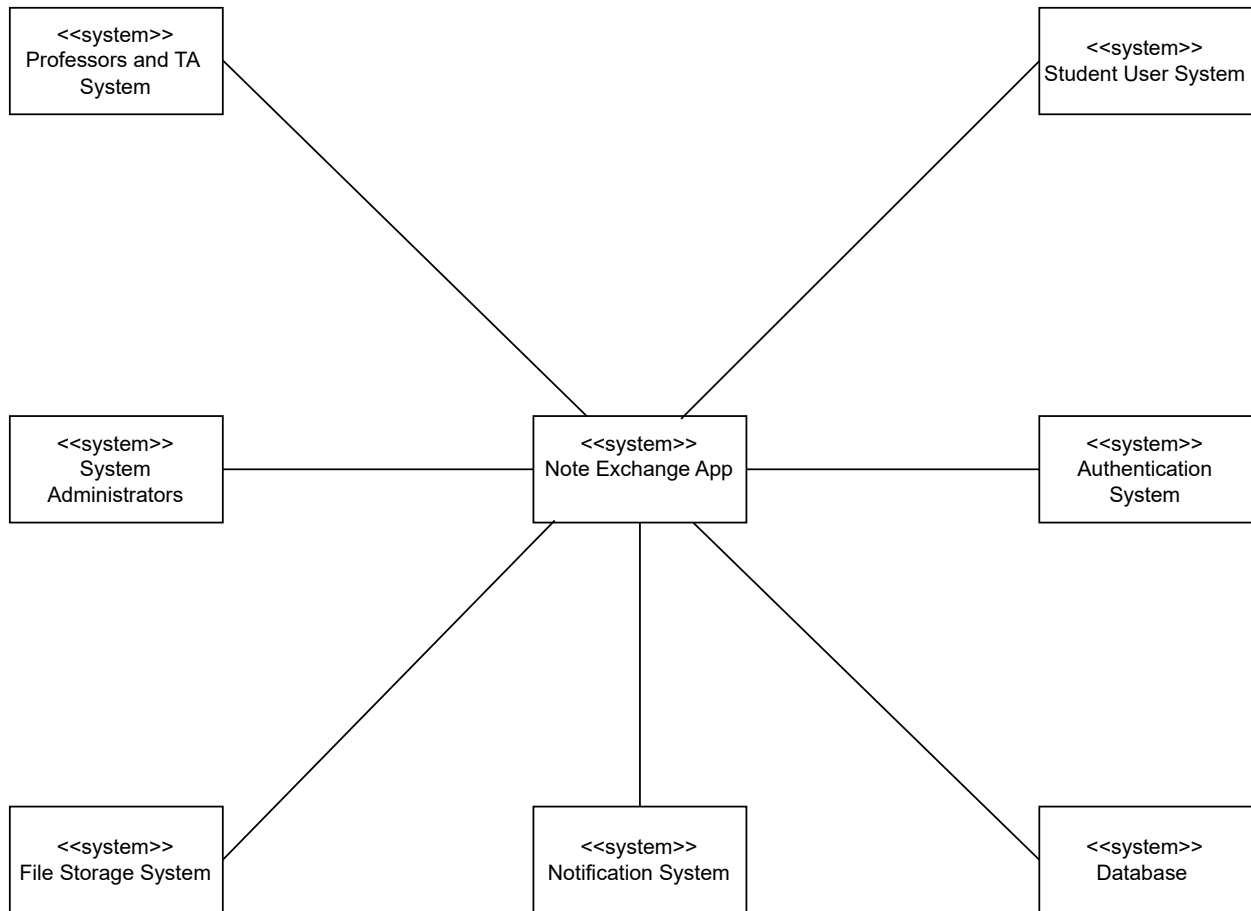 <<system>>
Professors and TA
System
<<system>>
Student User System
<<system>>
System
Administrators
<<system>>
Note Exchange App
<<system>>
Authentication
System
<<system>>
File Storage System
<<system>>
Notification System
<<system>>
Database